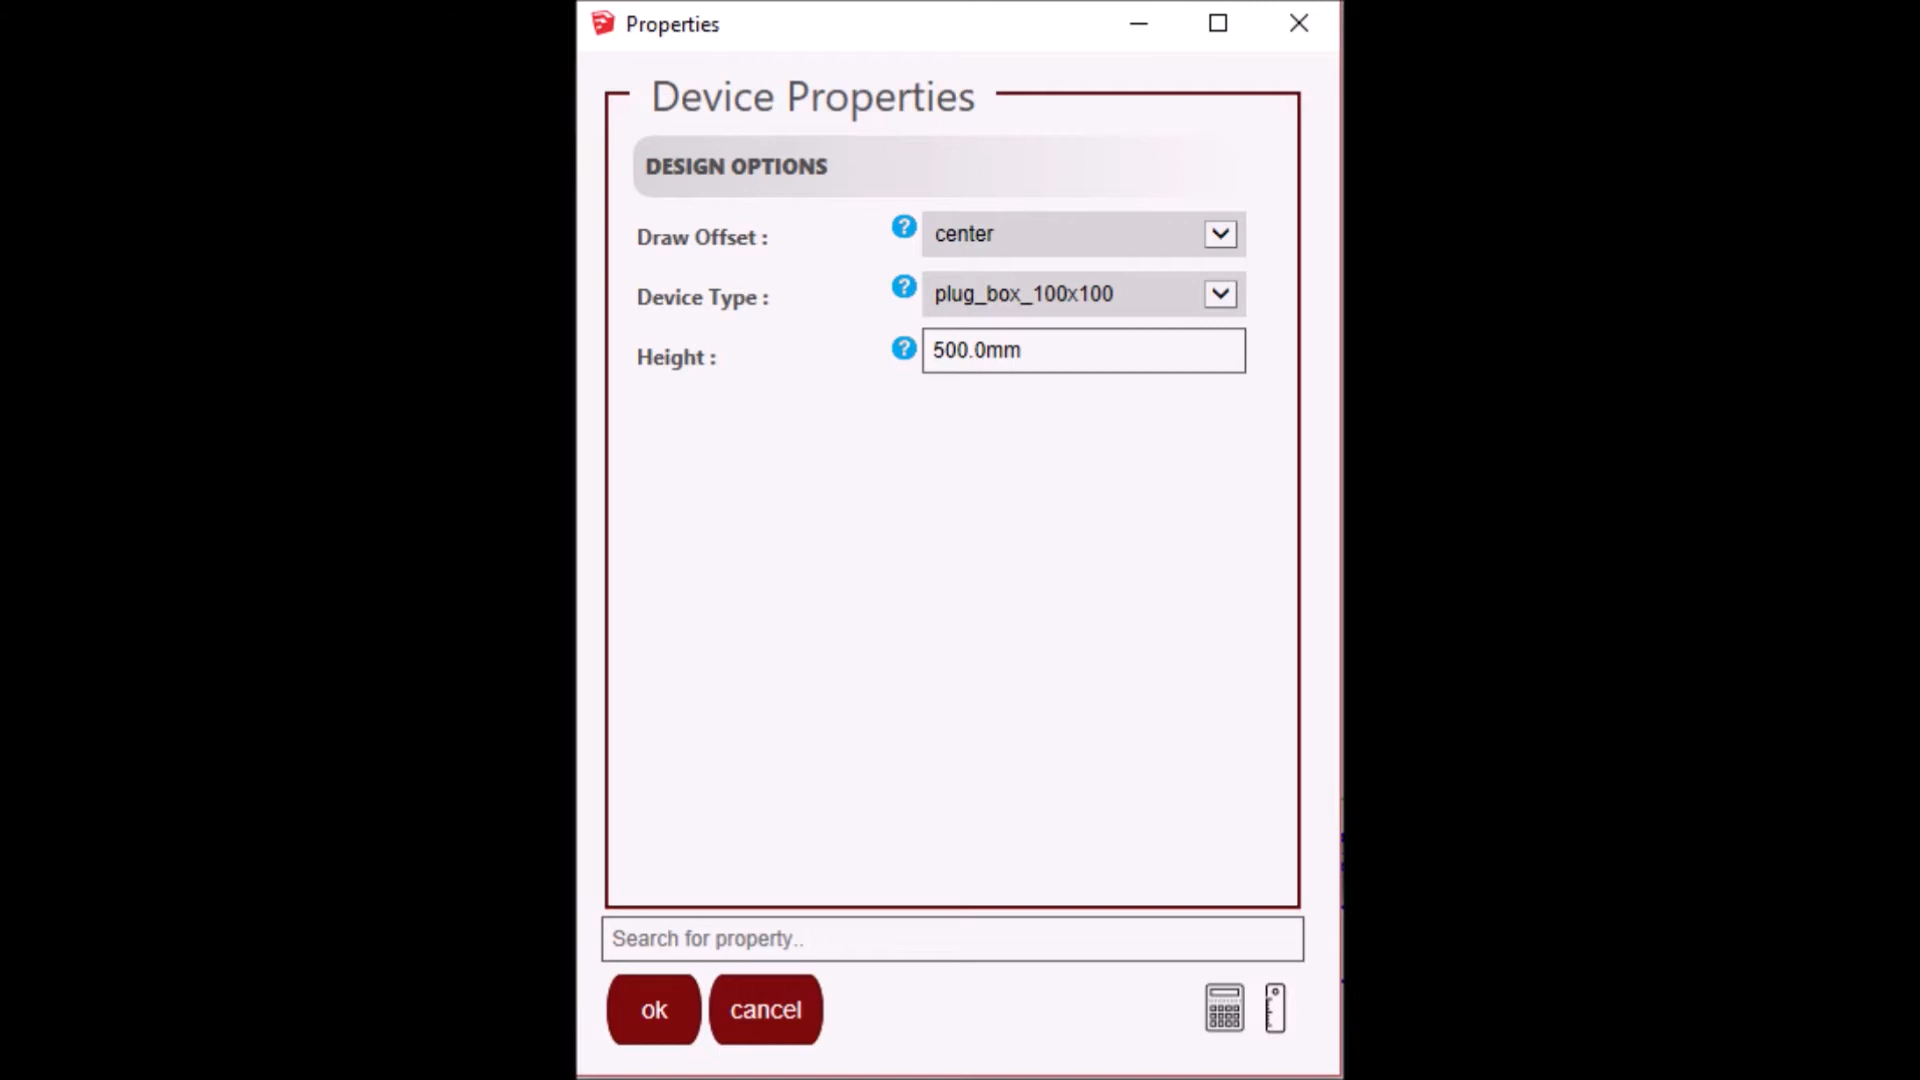 Properties
Device Properties
DESIGN OPTIONS
Draw Offset : ? center
Device Type : ? plug_box_100x100
Height : ? 500.0mm
Search for property..
ok cancel